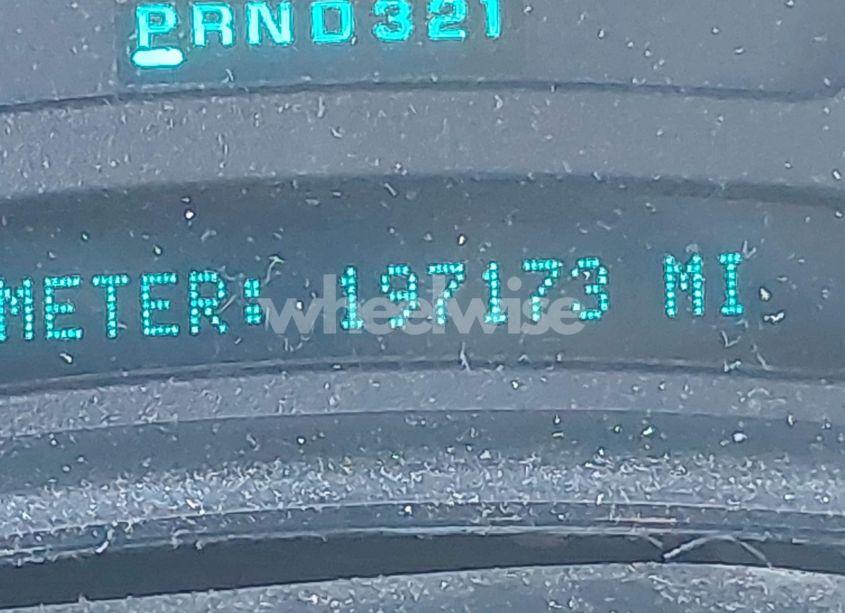 PRND321
METER: 197173 MI
wheelwise